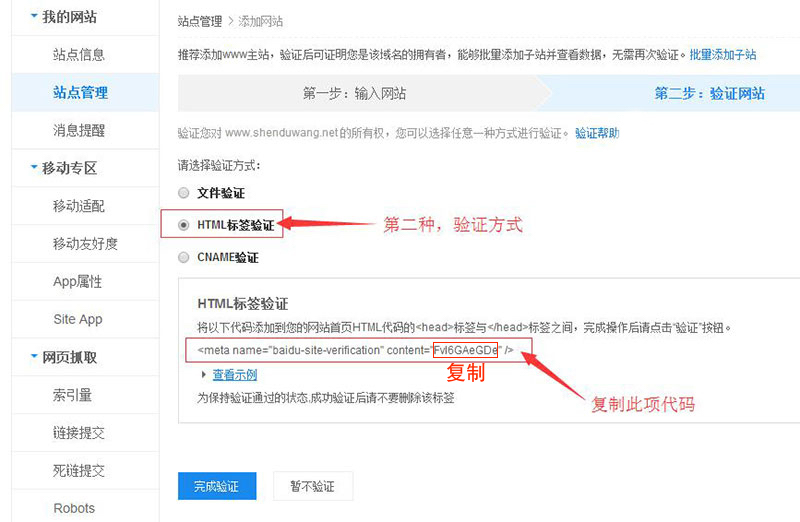 我的网站
站点信息
站点管理
消息提醒
移动专区
移动适配
移动友好度
App属性
Site App
网页抓取
索引量
链接提交
死链提交
Robots
站点管理 > 添加网站
推荐添加www主站，验证后可证明您是该域名的拥有者，能够批量添加子站并查看数据，无需再次验证。批量添加子站
第一步：输入网站
第二步：验证网站
验证您对 www.shenduwang.net的所有权，您可以选择任意一种方式进行验证。 验证帮助
请选择验证方式：
文件验证
HTML标签验证
第二种，验证方式
CNAME验证
HTML标签验证
将以下代码添加到您的网站首页HTML代码的<head>标签与</head>标签之间，完成操作后请点击“验证”按钮。
<meta name="baidu-site-verification" content="FvI6GAeGDe" />
查看示例
复制
为保持验证通过的状态,成功验证后请不要删除该标签
复制此项代码
完成验证
暂不验证